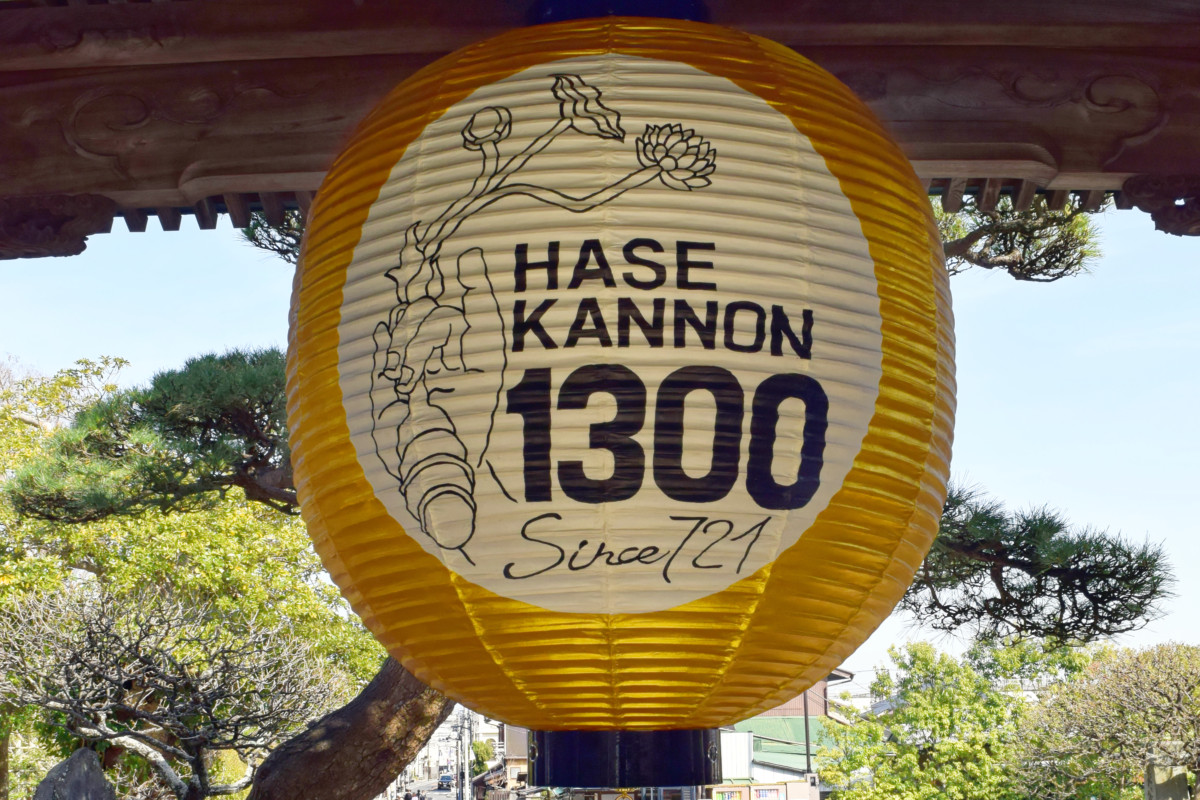 HASE
KANNON
1300
Since 721